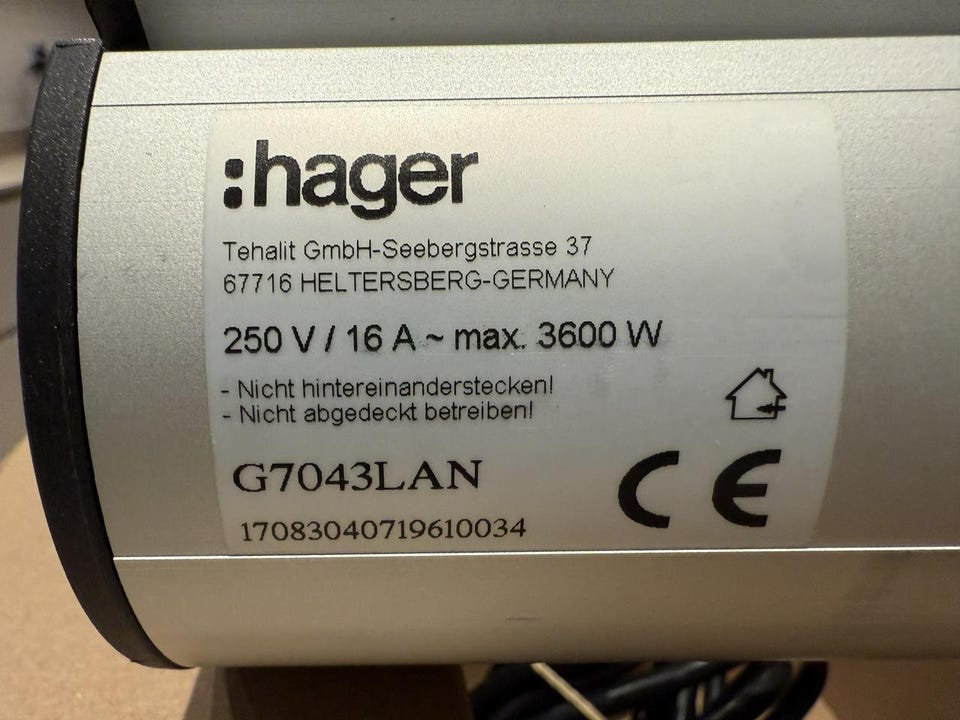 :hager
Tehalit GmbH-Seebergstrasse 37
67716 HELTERSBERG-GERMANY
250 V / 16 A ~ max. 3600 W
- Nicht hintereinanderstecken!
- Nicht abgedeckt betreiben!
G7043LAN
CE
17083040719610034